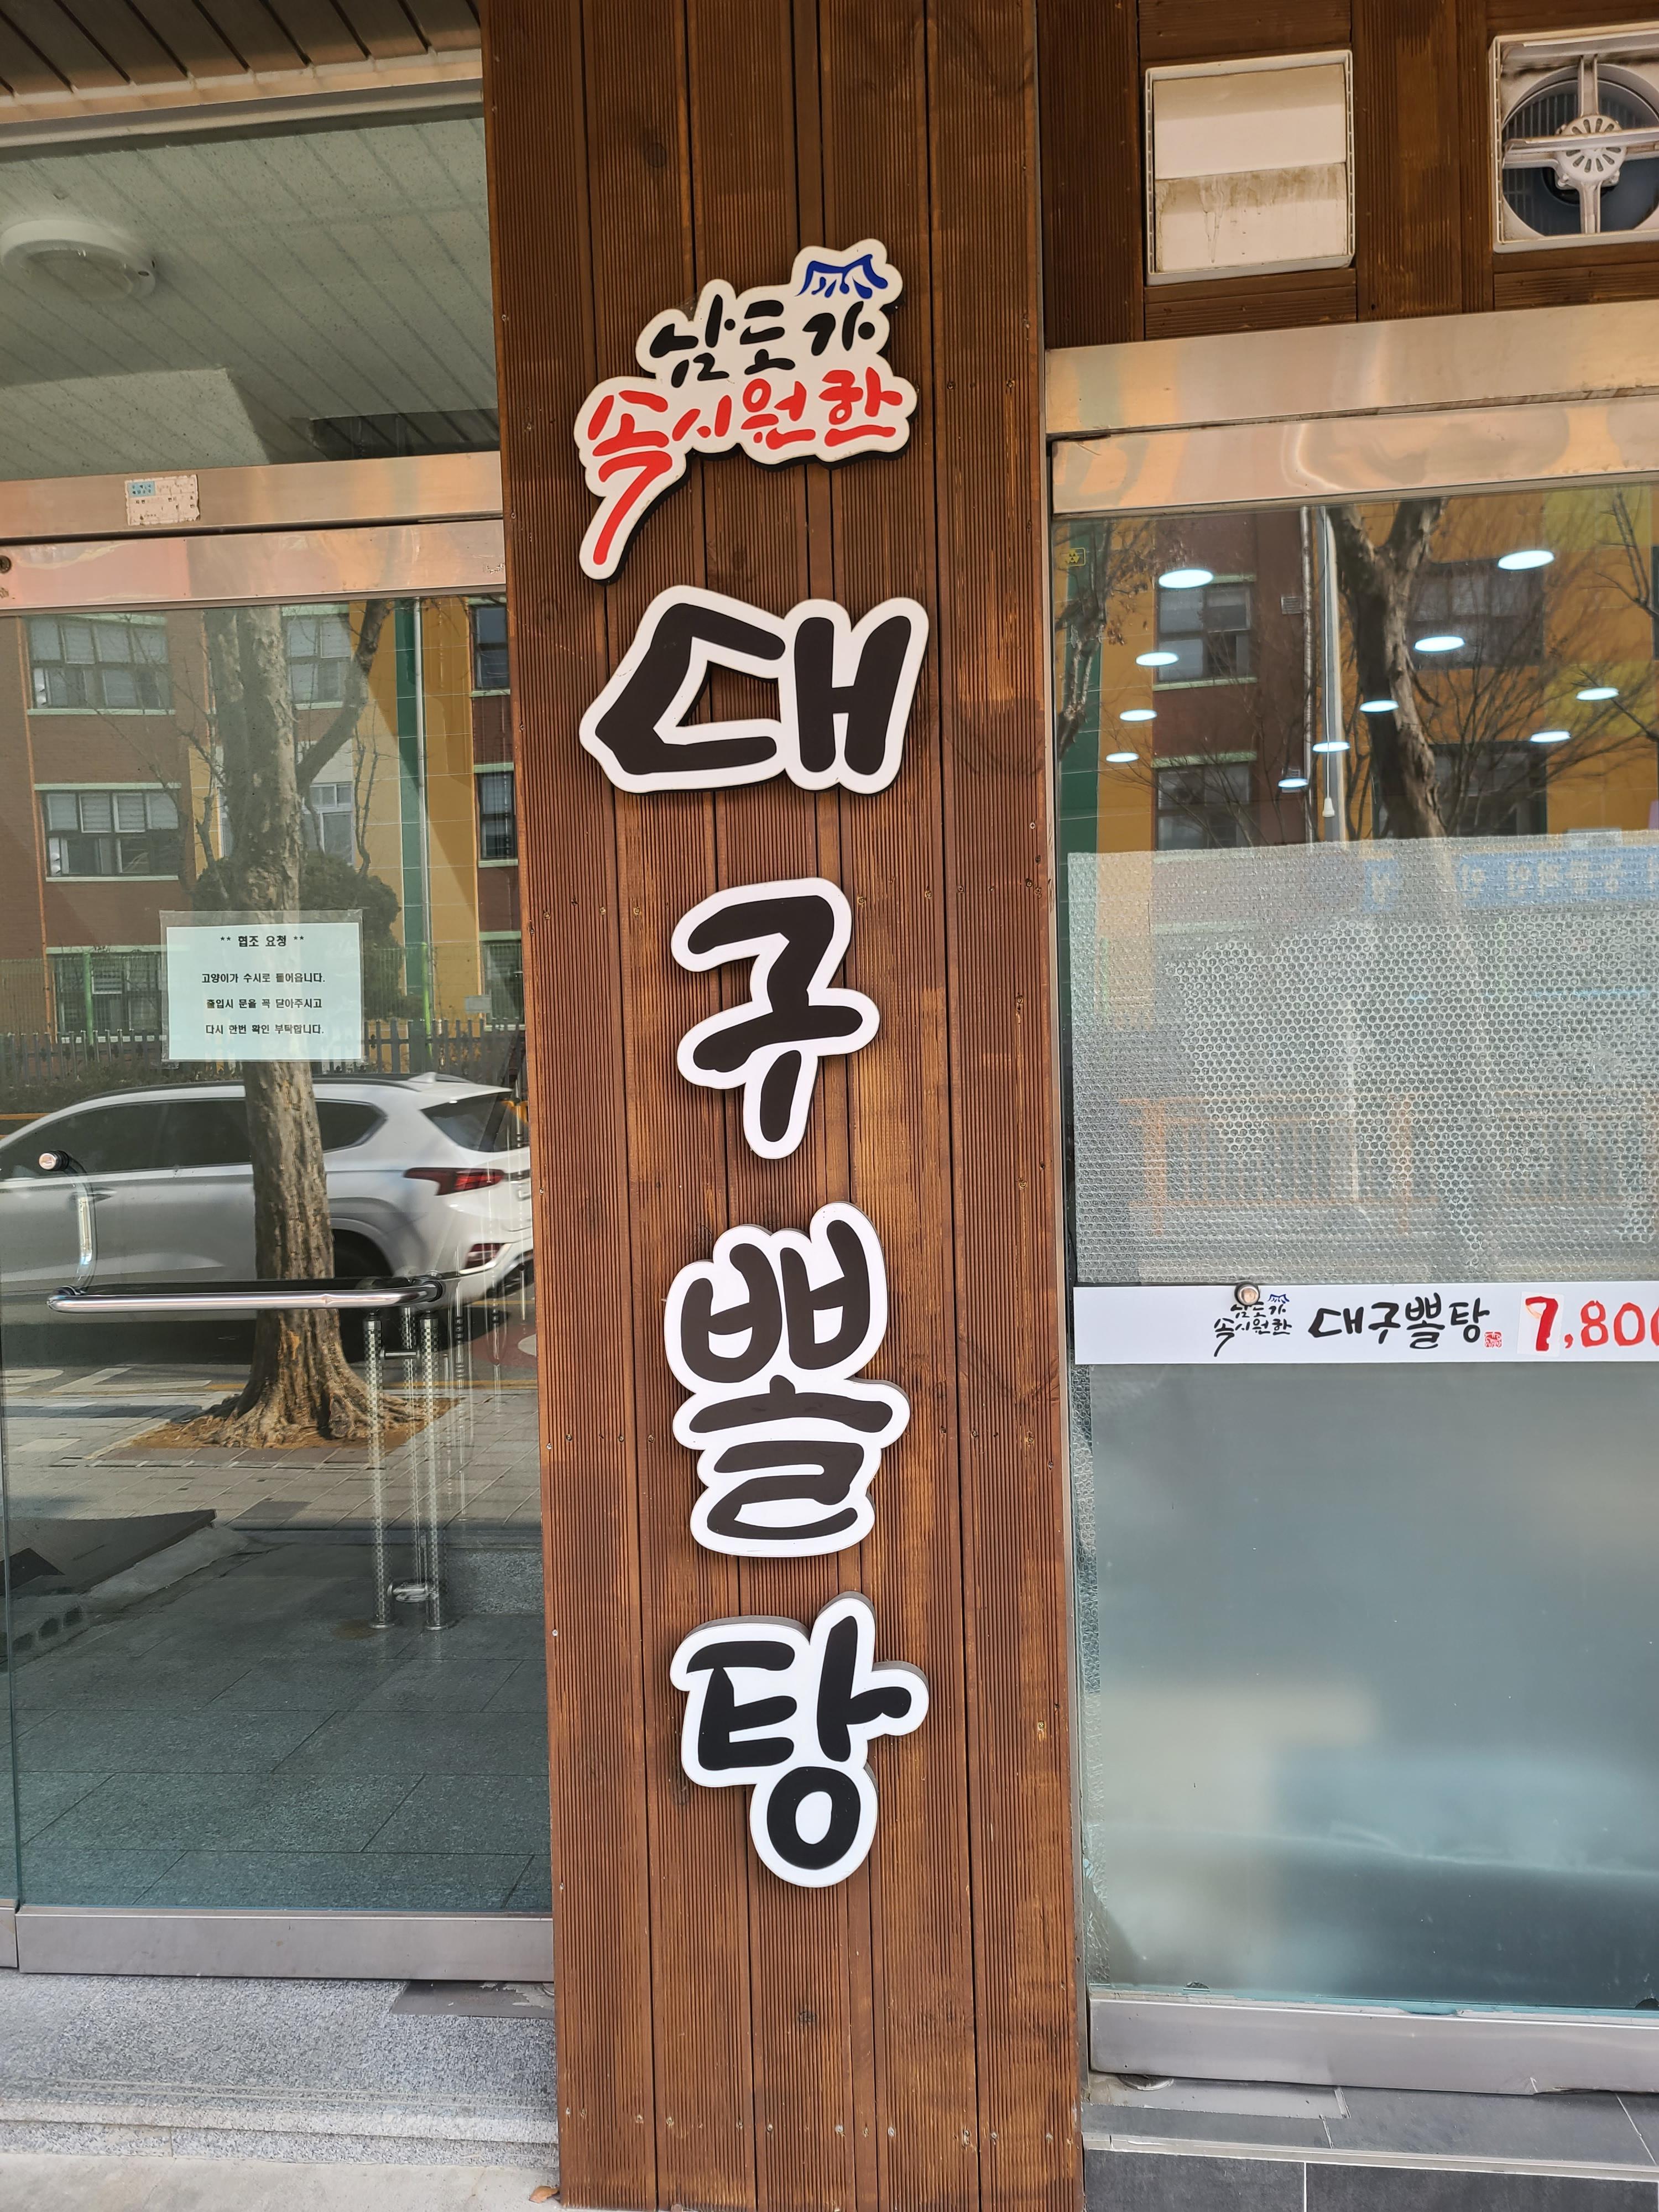 ** 협조 요청 **
고양이가 수시로 들어옵니다.
출입시 문을 꼭 닫아주시고
다시 한번 확인 부탁합니다.
남도가
속시원한
대
구
뽈
탕
남도가
속시원한
대구뽈탕 7,800